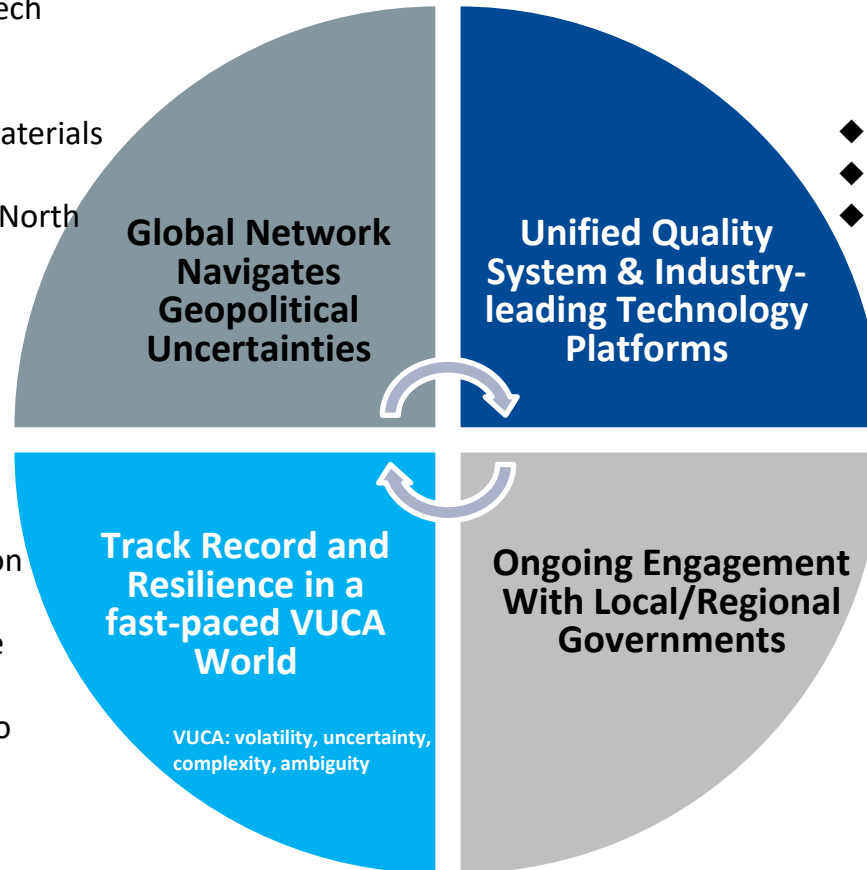 ech
aterials
North
Global Network
Navigates
Geopolitical
Uncertainties
Unified Quality
System & Industry-
leading Technology
Platforms
on
e
o
Track Record and
Resilience in a
fast-paced VUCA
World
VUCA: volatility, uncertainty,
complexity, ambiguity
Ongoing Engagement
With Local/Regional
Governments